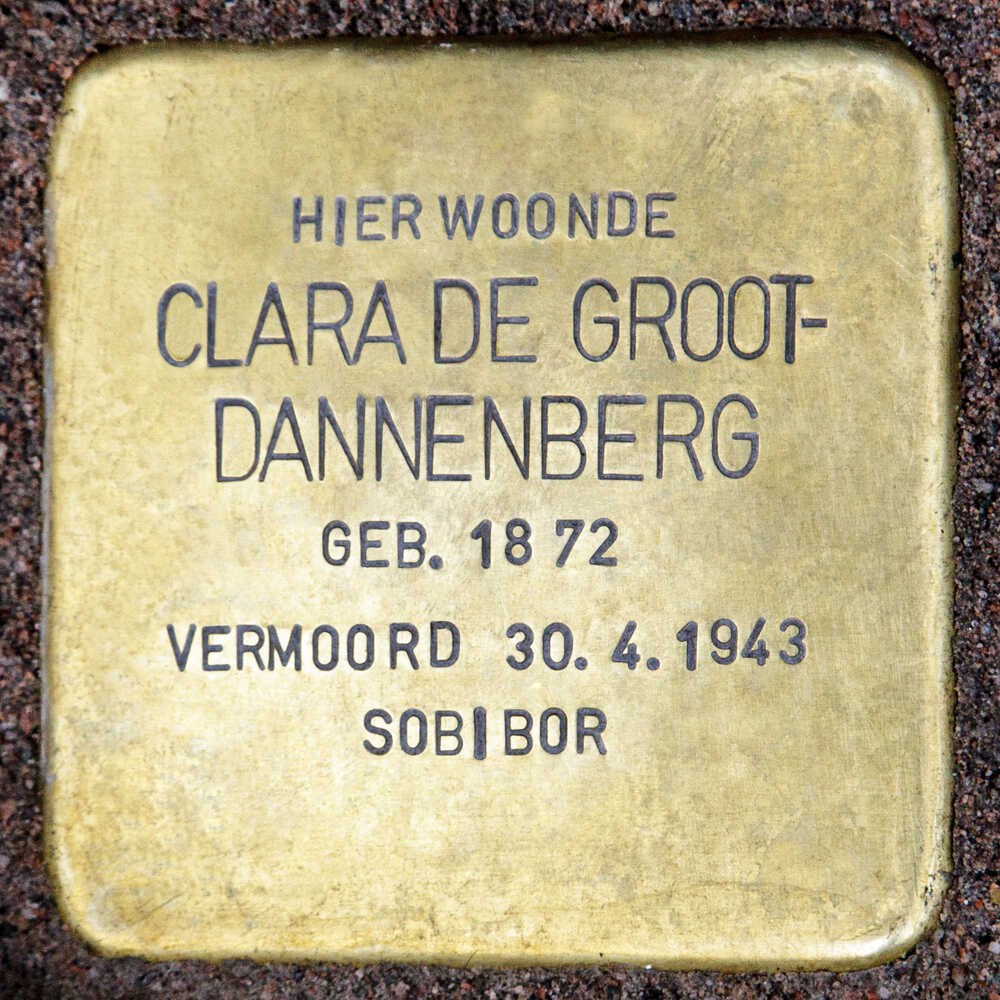 HIER WOONDE
CLARA DE GROOT-
DANNENBERG
GEB. 1872
VERMOORD 30.4.1943
SOBIBOR